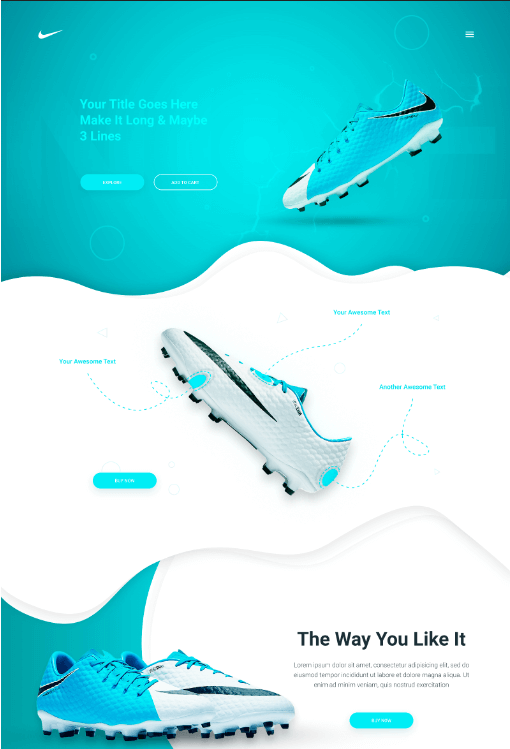 Your Title Goes Here
Make It Long & Maybe
3 Lines
EXPLORE
ADD TO CART
Your Awesome Text
Your Awesome Text
Another Awesome Text
BUY NOW
The Way You Like It
Lorem ipsum dolor sit amet, consectetur adipisicing elit, sed do
eiusmod tempor incididunt ut labore et dolore magna aliqua. Ut
enim ad minim veniam, quis nostrud exercitation
BUY NOW